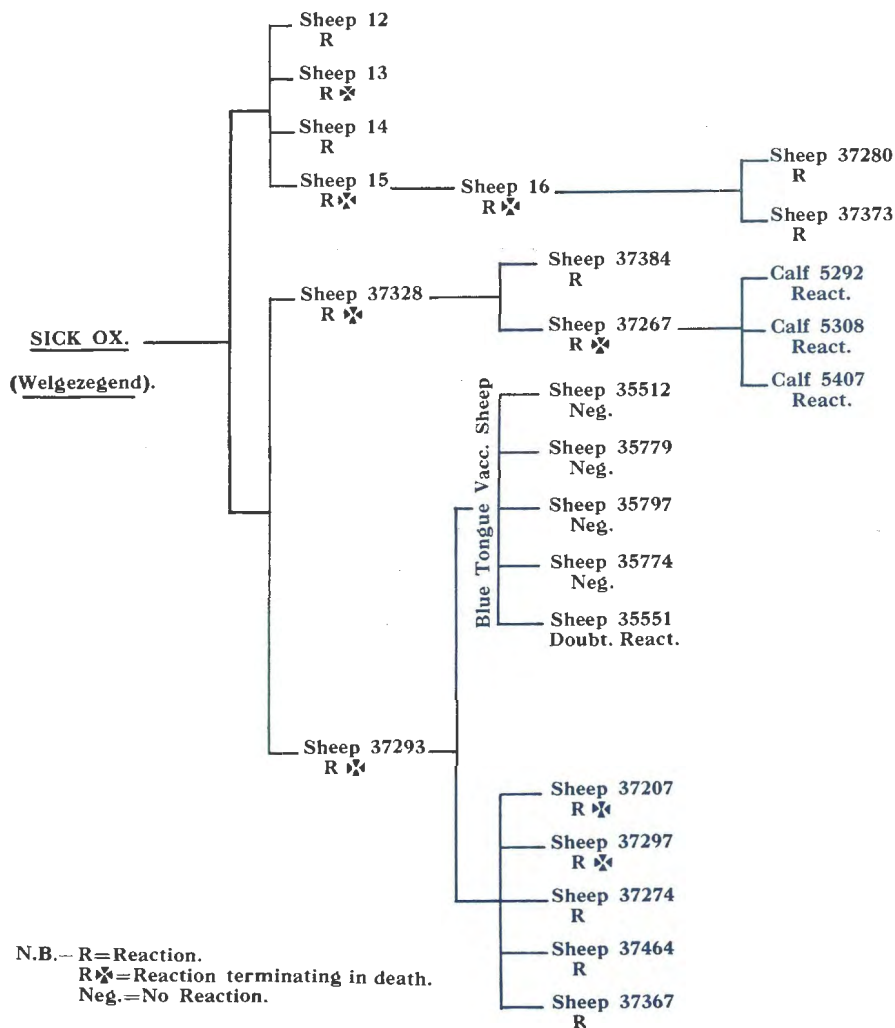 Sheep 12
R
Sheep 13
R ✠
Sheep 14
R
Sheep 15
R ✠
Sheep 16
R ✠
Sheep 37280
R
Sheep 37373
R
SICK OX.
(Welgezegend).
Sheep 37328
R ✠
Sheep 37384
R
Sheep 37267
R ✠
Calf 5292
React.
Calf 5308
React.
Calf 5407
React.
Sheep 37293
R ✠
Blue Tongue Vacc. Sheep
Sheep 35512
Neg.
Sheep 35779
Neg.
Sheep 35797
Neg.
Sheep 35774
Neg.
Sheep 35551
Doubt. React.
Sheep 37207
R ✠
Sheep 37297
R ✠
Sheep 37274
R
Sheep 37464
R
Sheep 37367
R
N.B.— R=Reaction.
R✠=Reaction terminating in death.
Neg.=No Reaction.